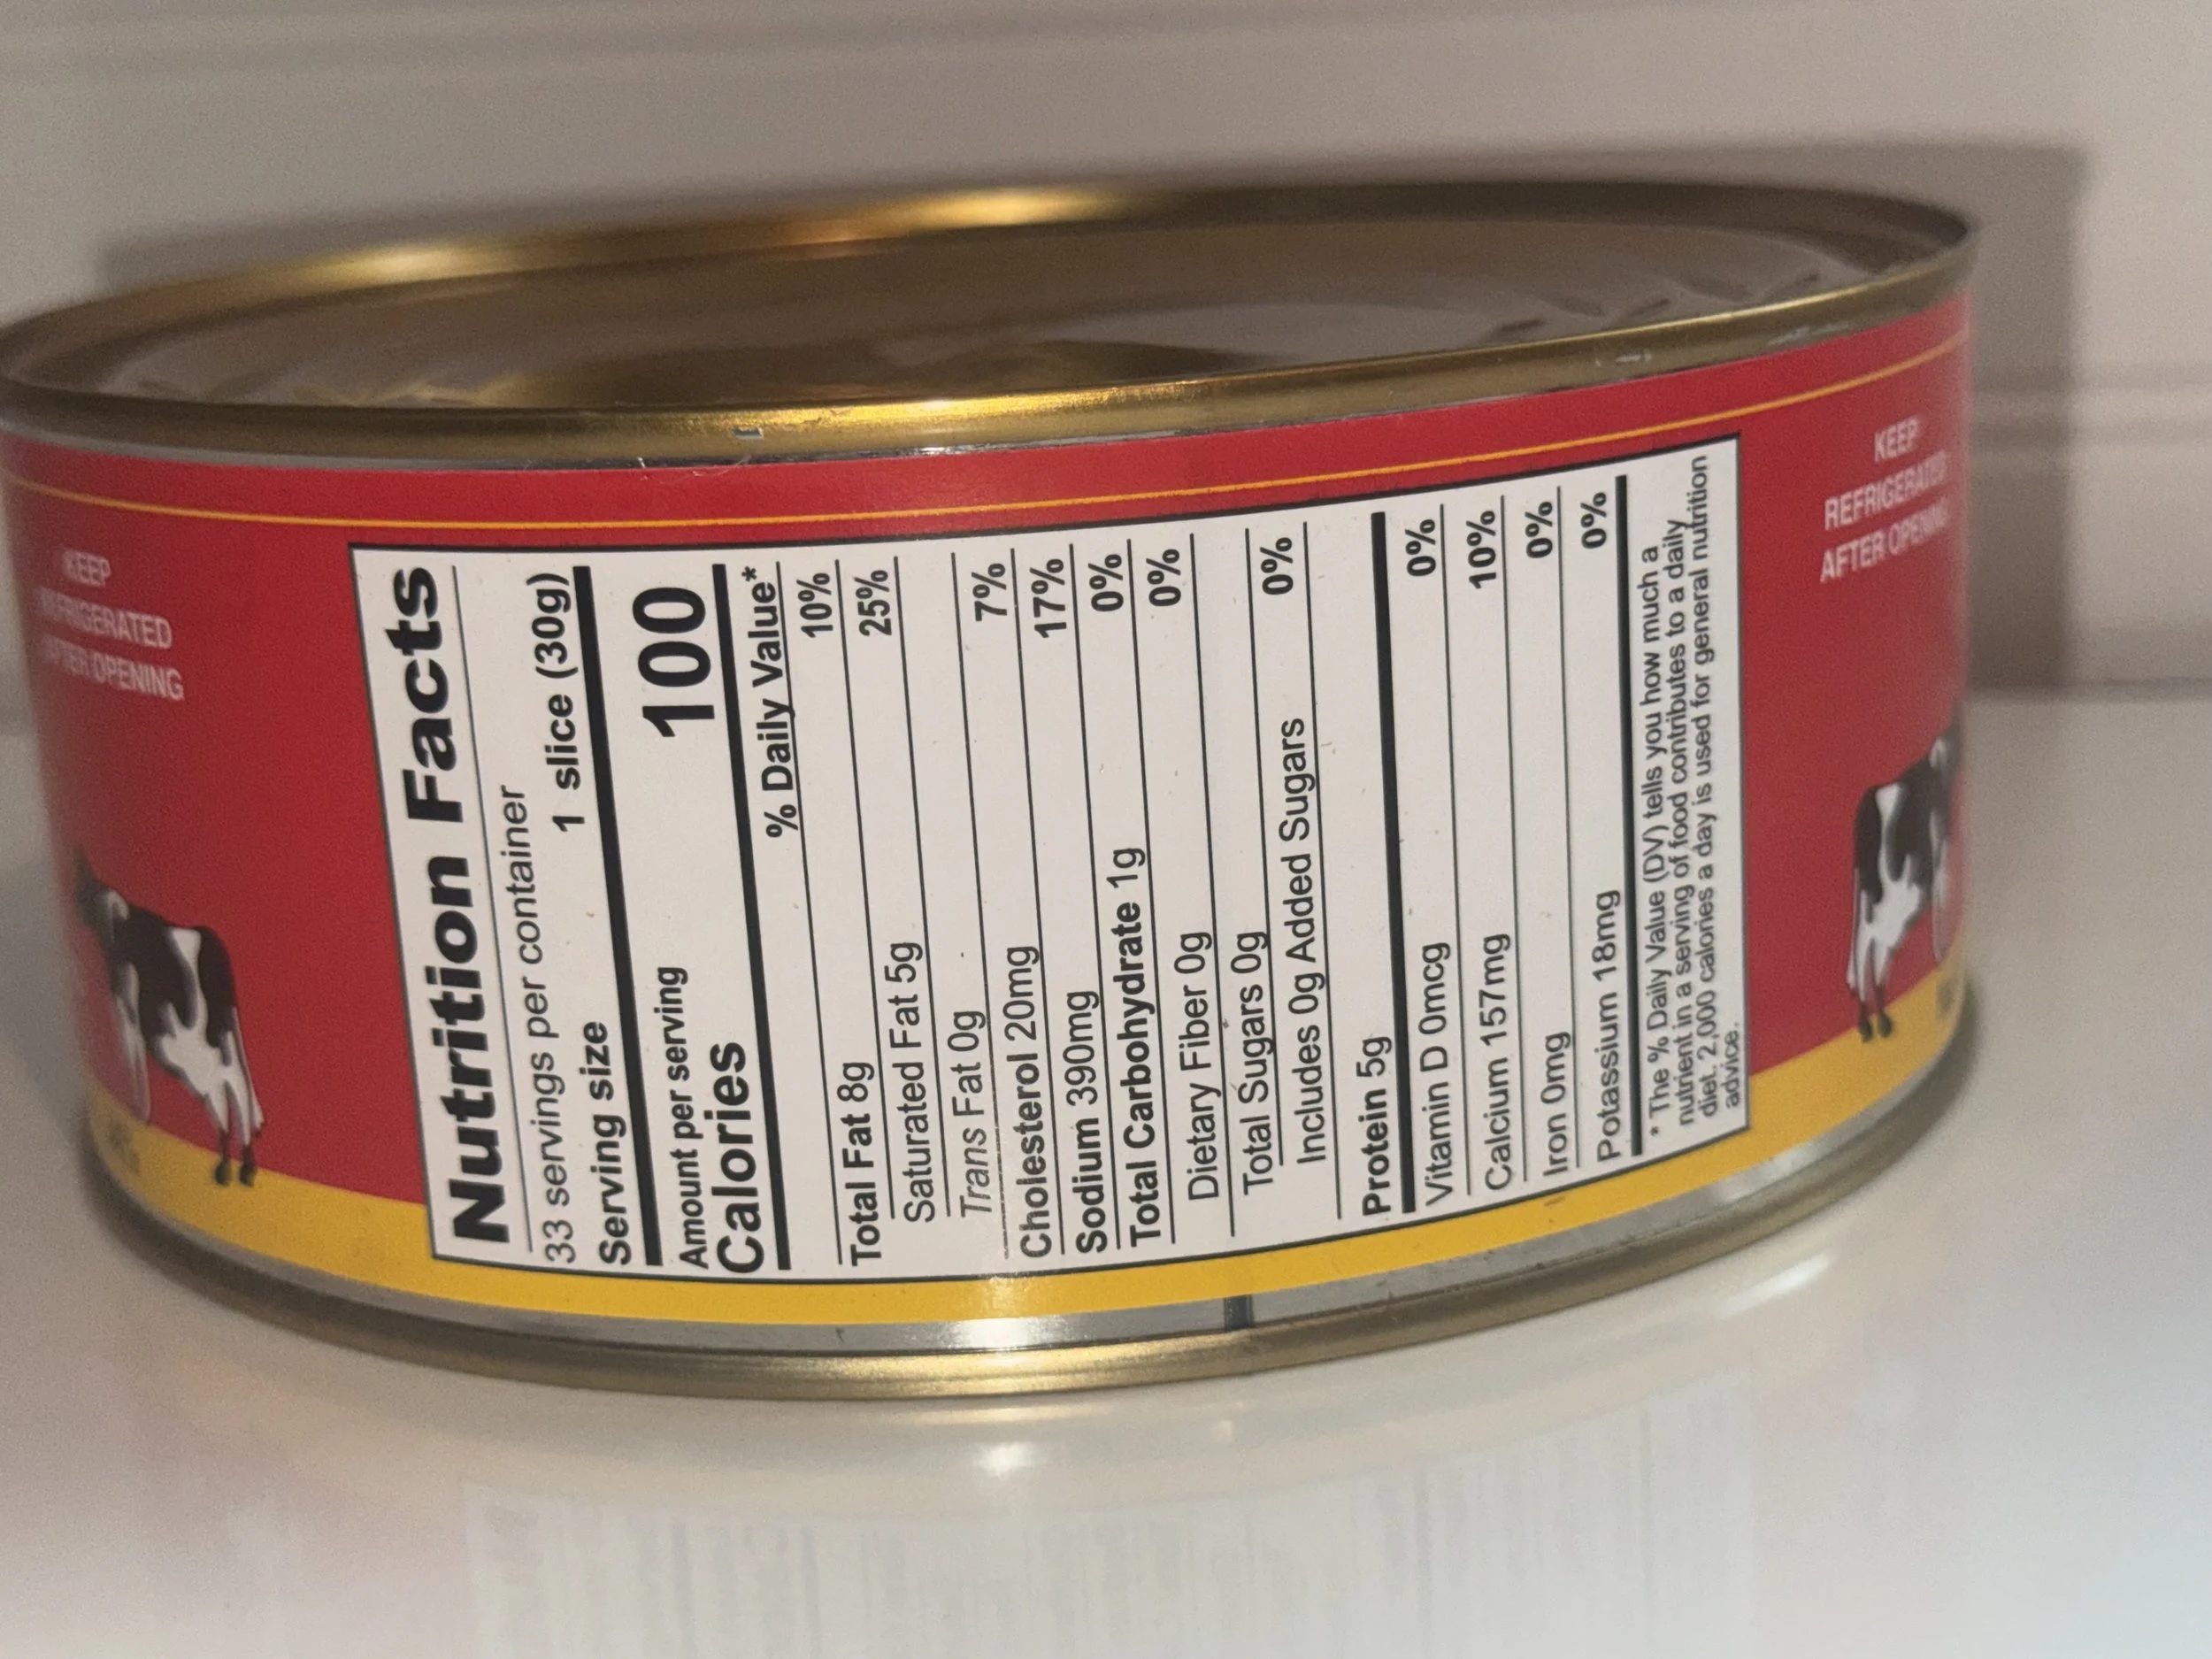 KEEP
REFRIGERATED
AFTER OPENING
Nutrition Facts
33 servings per container
Serving size 1 slice (30g)
Amount per serving
Calories 100
% Daily Value*
Total Fat 8g 10%
Saturated Fat 5g 25%
Trans Fat 0g
Cholesterol 20mg 7%
Sodium 390mg 17%
Total Carbohydrate 1g 0%
Dietary Fiber 0g 0%
Total Sugars 0g
Includes 0g Added Sugars 0%
Protein 5g
Vitamin D 0mcg 0%
Calcium 157mg 10%
Iron 0mg 0%
Potassium 18mg 0%
* The % Daily Value (DV) tells you how much a
nutrient in a serving of food contributes to a daily
diet. 2,000 calories a day is used for general nutrition
advice.
KEEP
REFRIGERATED
AFTER OPENING